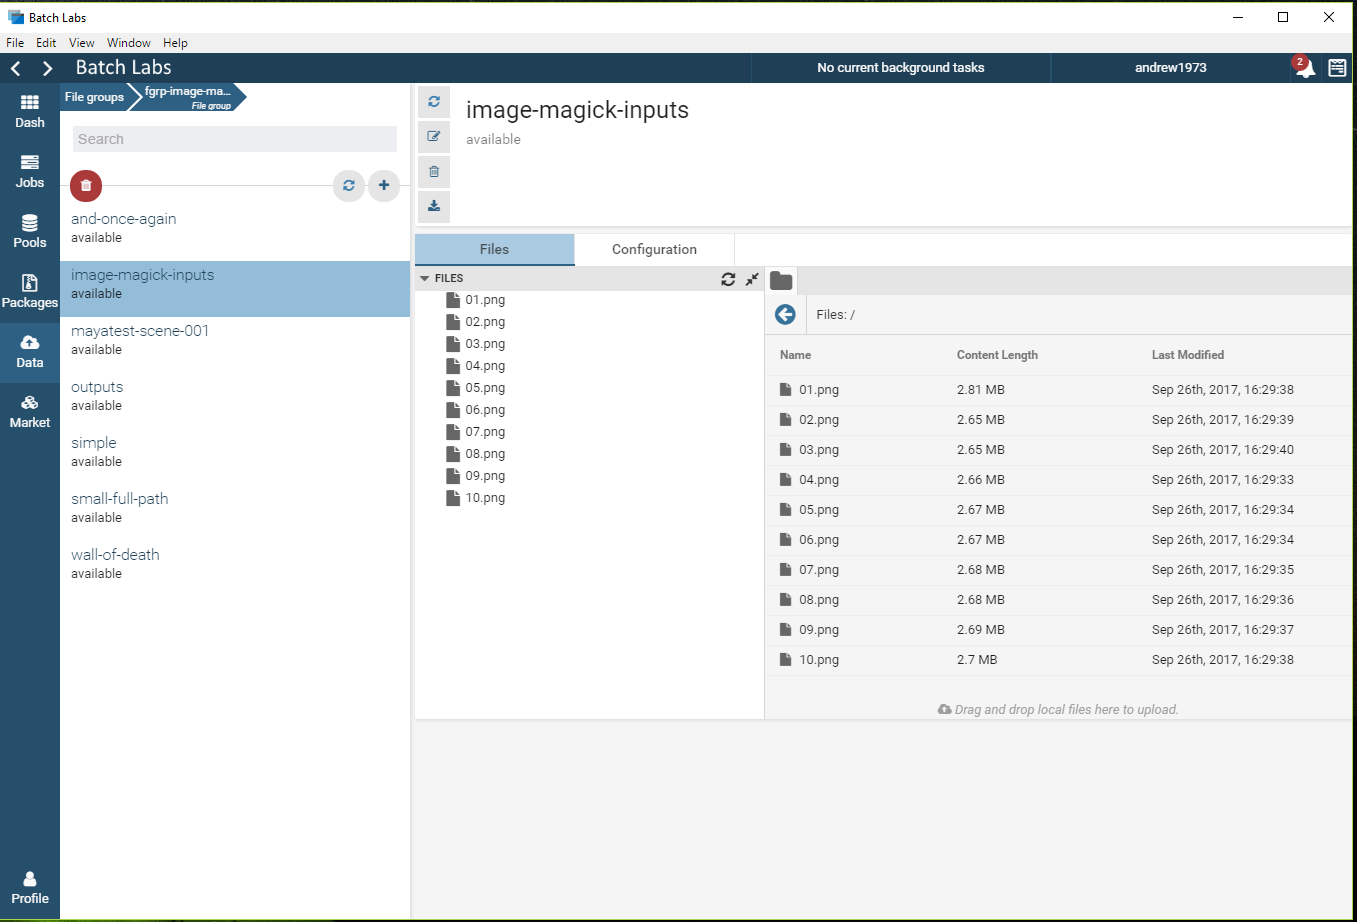 Batch Labs
File Edit View Window Help
Batch Labs No current background tasks andrew1973 2
Dash
Jobs
Pools
Packages
Data
Market
Profile
File groups fgrp-image-ma...
File group
Search
and-once-again
available
image-magick-inputs
available
mayatest-scene-001
available
outputs
available
simple
available
small-full-path
available
wall-of-death
available
image-magick-inputs
available
Files Configuration
FILES
01.png
02.png
03.png
04.png
05.png
06.png
07.png
08.png
09.png
10.png
Files: /
Name Content Length Last Modified
01.png 2.81 MB Sep 26th, 2017, 16:29:38
02.png 2.65 MB Sep 26th, 2017, 16:29:39
03.png 2.65 MB Sep 26th, 2017, 16:29:40
04.png 2.66 MB Sep 26th, 2017, 16:29:33
05.png 2.67 MB Sep 26th, 2017, 16:29:34
06.png 2.67 MB Sep 26th, 2017, 16:29:34
07.png 2.68 MB Sep 26th, 2017, 16:29:35
08.png 2.68 MB Sep 26th, 2017, 16:29:36
09.png 2.69 MB Sep 26th, 2017, 16:29:37
10.png 2.7 MB Sep 26th, 2017, 16:29:38
Drag and drop local files here to upload.